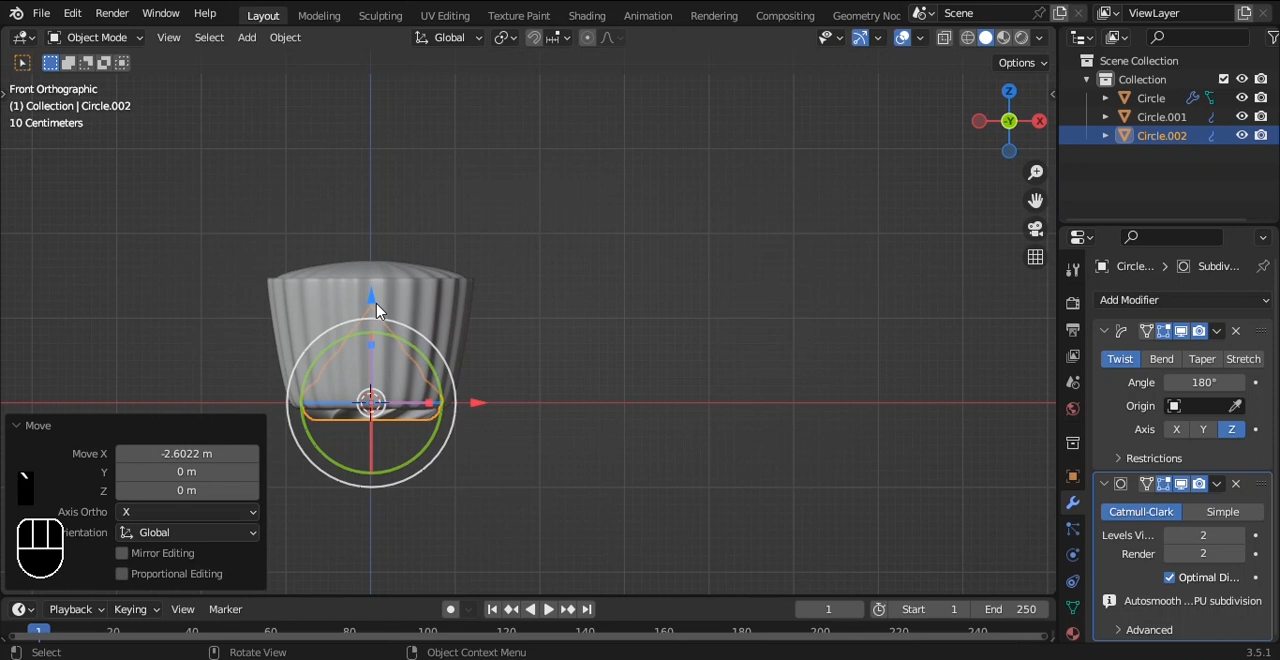 File Edit Render Window Help Layout Modeling Sculpting UV Editing Texture Paint Shading Animation Rendering Compositing Geometry Noc Scene ViewLayer
Object Mode View Select Add Object Global
Options
Front Orthographic
(1) Collection | Circle.002
10 Centimeters
Z
-Y
X
Move
Move X -2.6022 m
Y 0 m
Z 0 m
Axis Ortho X
ientation Global
Mirror Editing
Proportional Editing
Scene Collection
Collection
Circle
Circle.001
Circle.002
Circle... > Subdiv...
Add Modifier
Twist Bend Taper Stretch
Angle 180°
Origin
Axis X Y Z
Restrictions
Catmull-Clark Simple
Levels Vi... 2
Render 2
Optimal Di...
Autosmooth ...PU subdivision
Advanced
Playback Keying View Marker 1 Start 1 End 250
1 20 40 60 80 100 120 140 160 180 200 220 240
Select Rotate View Object Context Menu 3.5.1